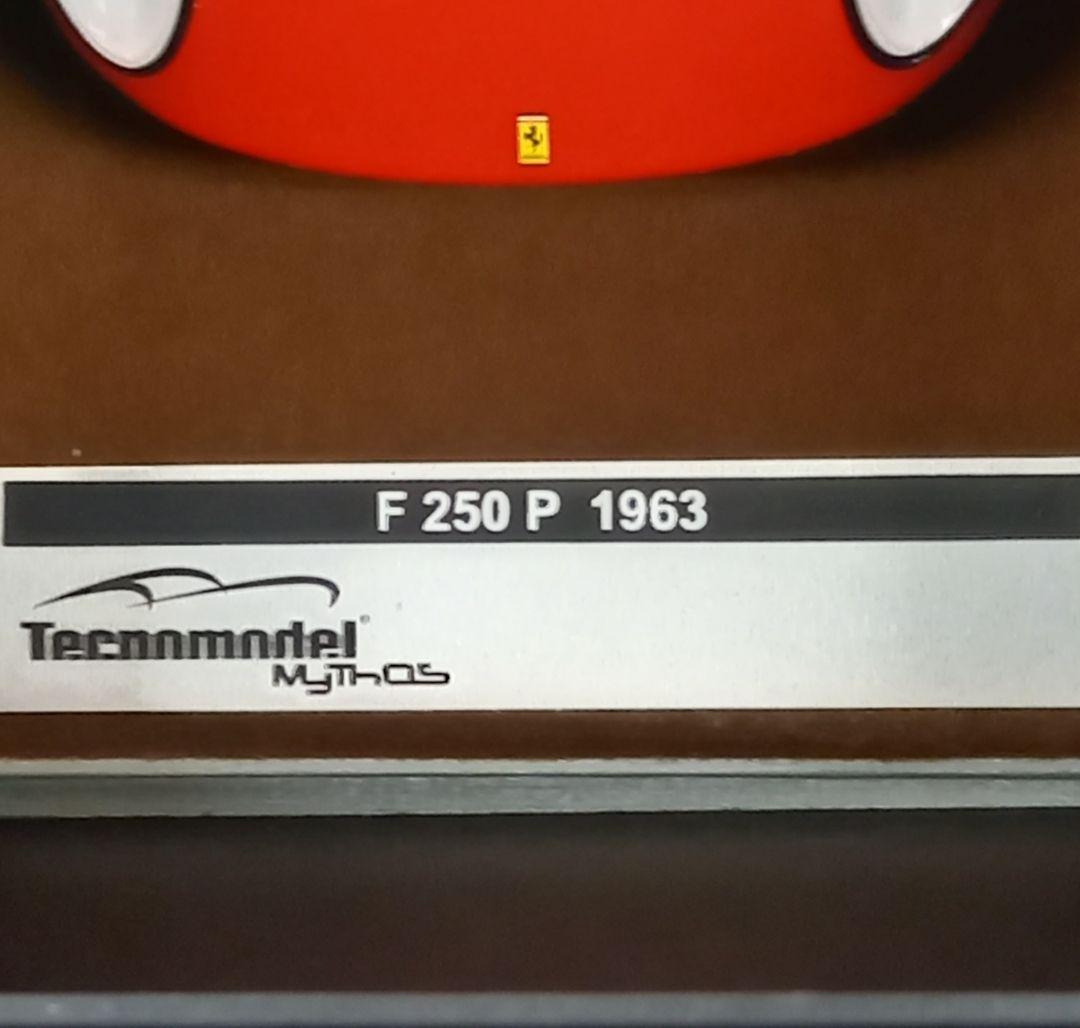 F 250 P 1963
Tecnomodel
Mythos